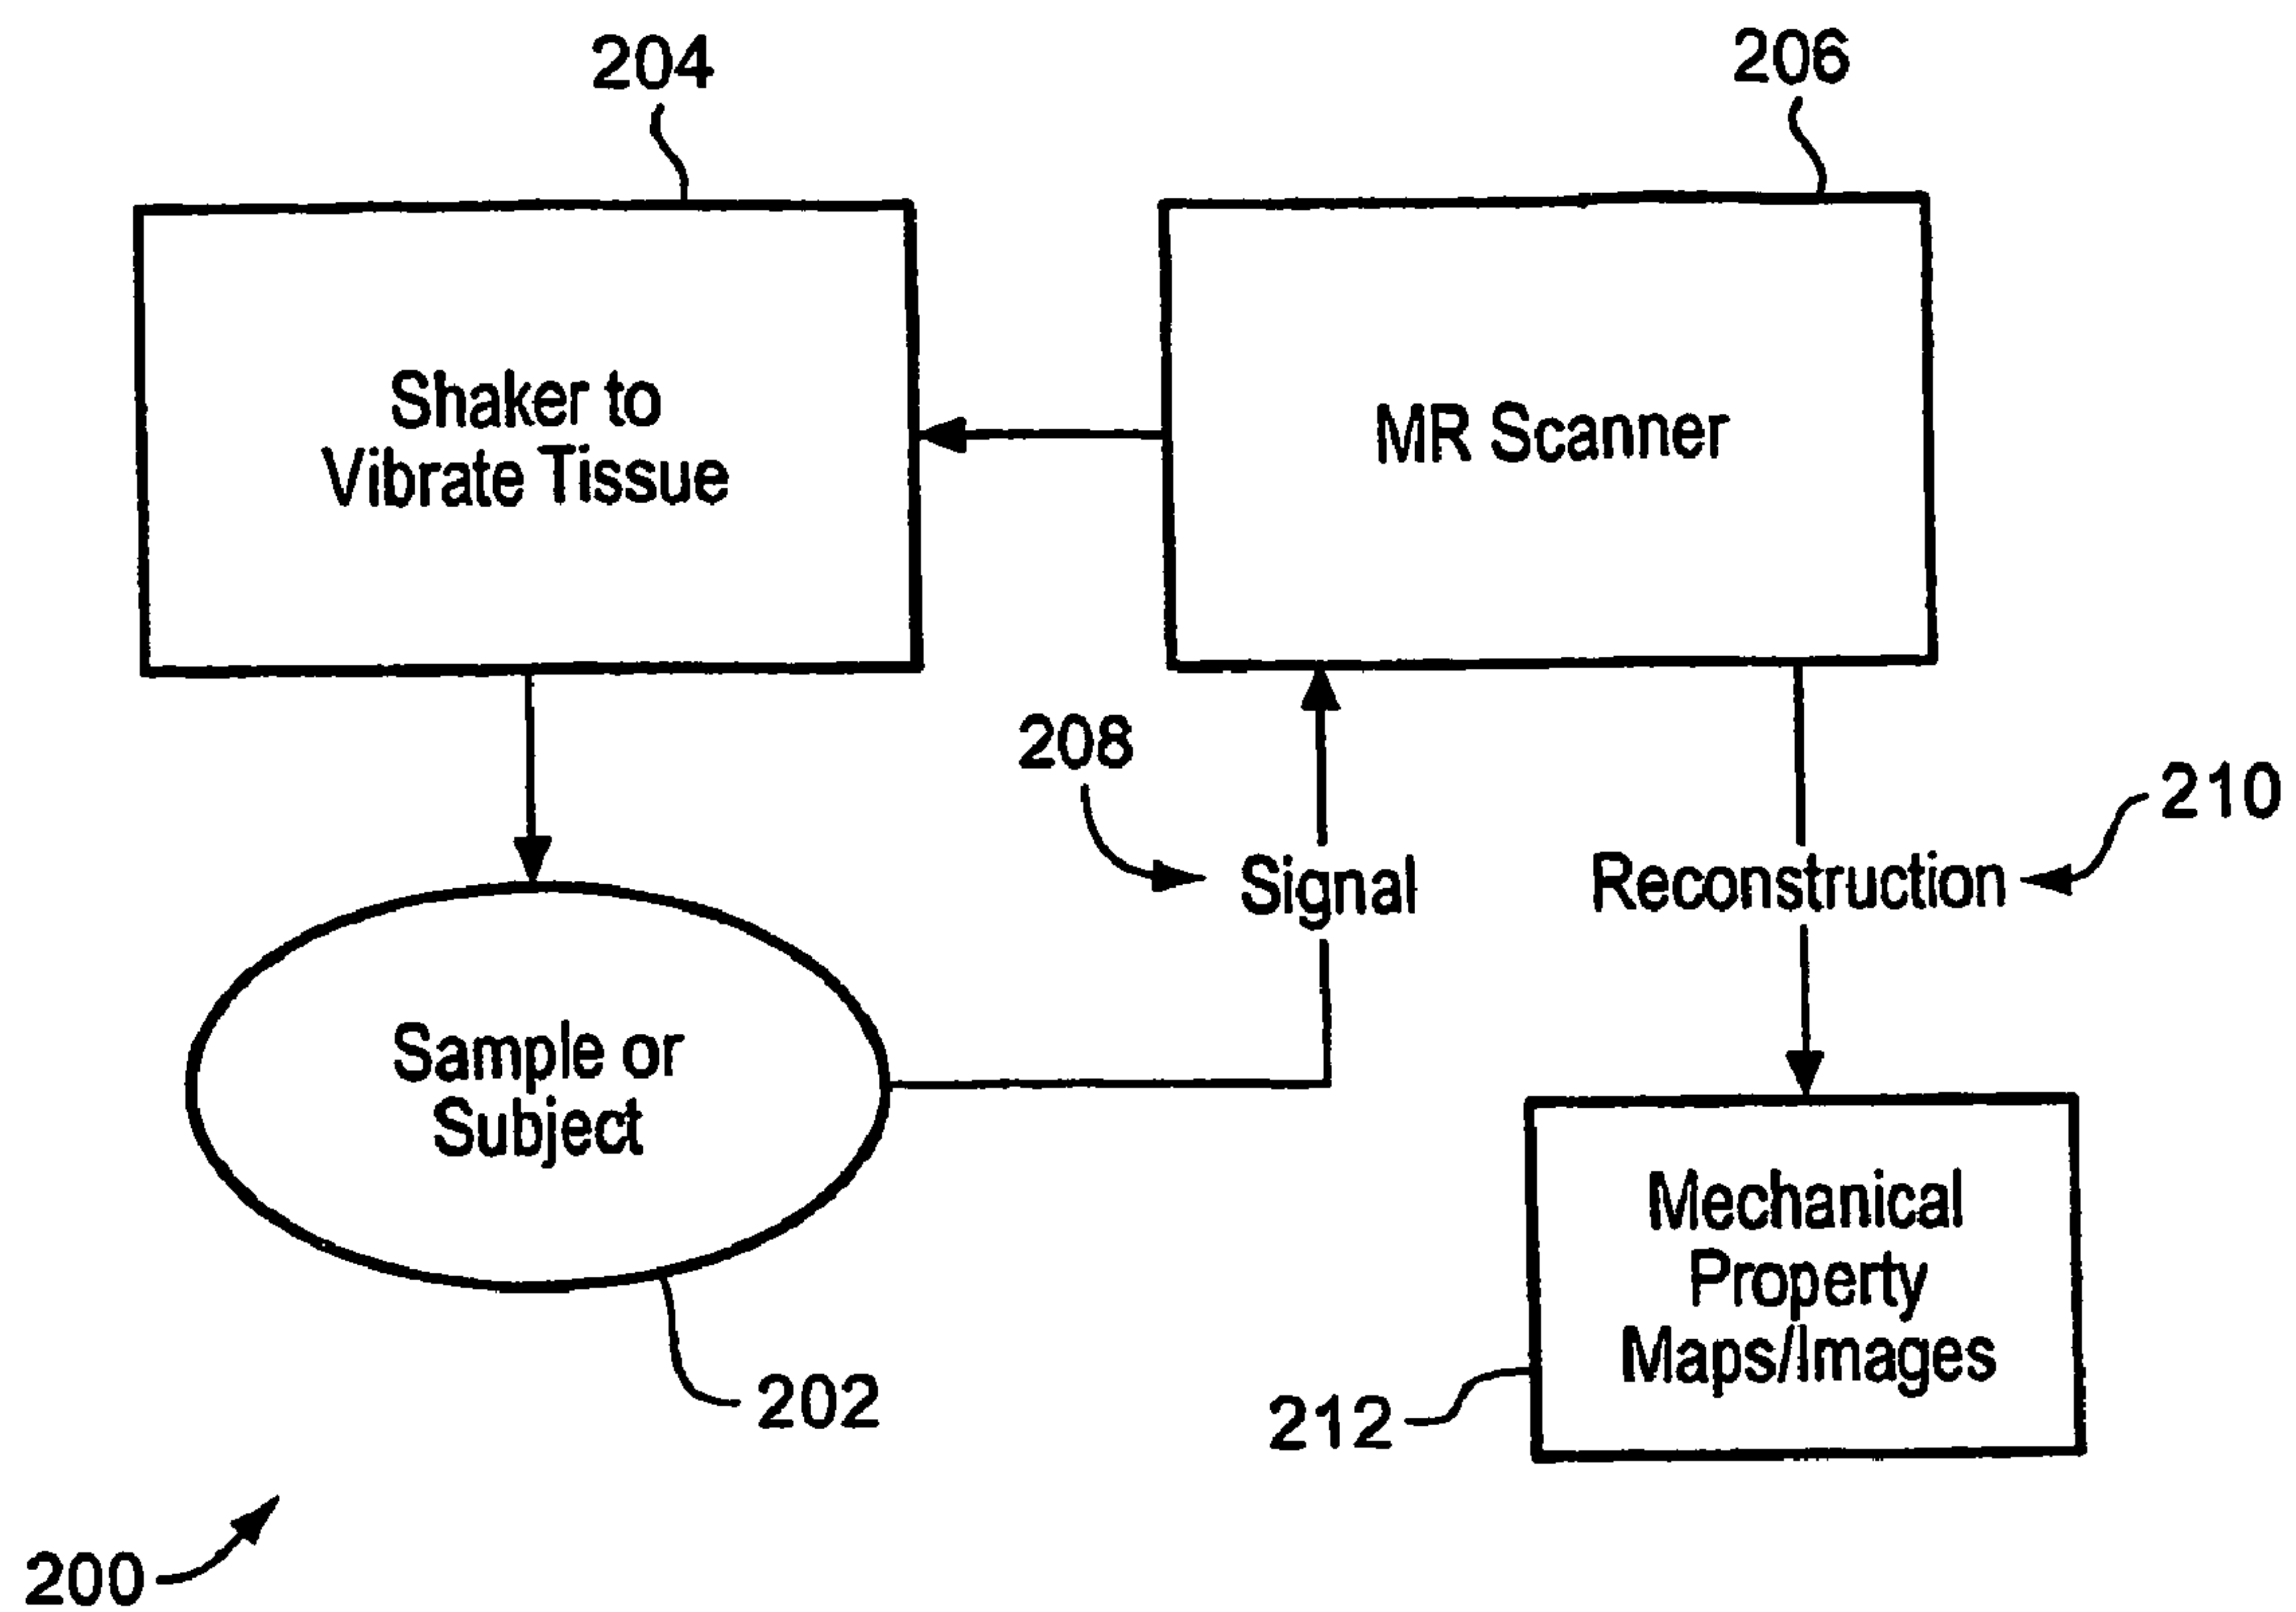 204
206
Shaker to
Vibrate Tissue
MR Scanner
208
Signal
Reconstruction
210
Sample or
Subject
202
Mechanical
Property
Maps/Images
212
200